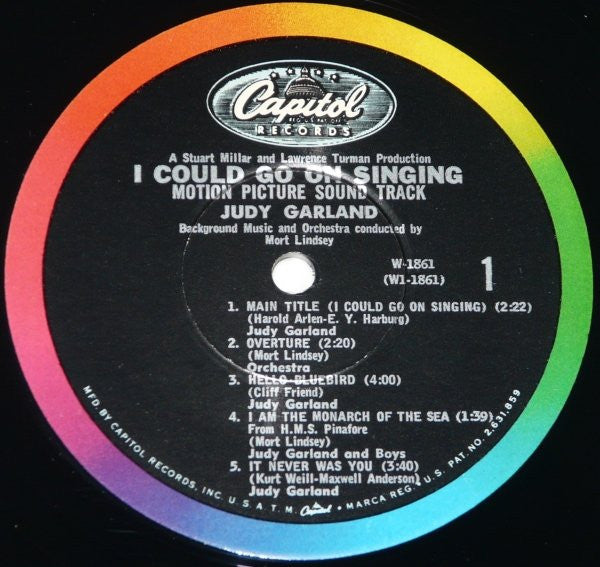 Capitol
RECORDS
A Stuart Millar and Lawrence Turman Production
I COULD GO ON SINGING
MOTION PICTURE SOUND TRACK
JUDY GARLAND
Background Music and Orchestra conducted by
Mort Lindsey
W-1861
(W1-1861)
1
1. MAIN TITLE (I COULD GO ON SINGING) (2:22)
(Harold Arlen-E. Y. Harburg)
Judy Garland
2. OVERTURE (2:20)
(Mort Lindsey)
Orchestra
3. HELLO BLUEBIRD (4:00)
(Cliff Friend)
Judy Garland
4. I AM THE MONARCH OF THE SEA (1:39)
From H.M.S. Pinafore
(Mort Lindsey)
Judy Garland and Boys
5. IT NEVER WAS YOU (3:40)
(Kurt Weill-Maxwell Anderson)
Judy Garland
MFD. BY CAPITOL RECORDS, INC. U.S.A. T.M. Capitol • MARCA REG. U.S. PAT. NO. 2,631,859